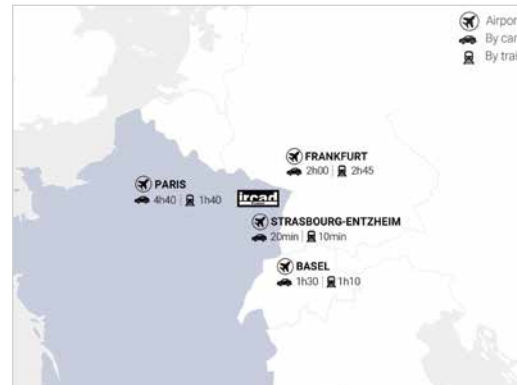 Airpor
By car
By trai
FRANKFURT
2h00 | 2h45
PARIS
4h40 | 1h40
ircad
STRASBOURG-ENTZHEIM
20min | 10min
BASEL
1h30 | 1h10